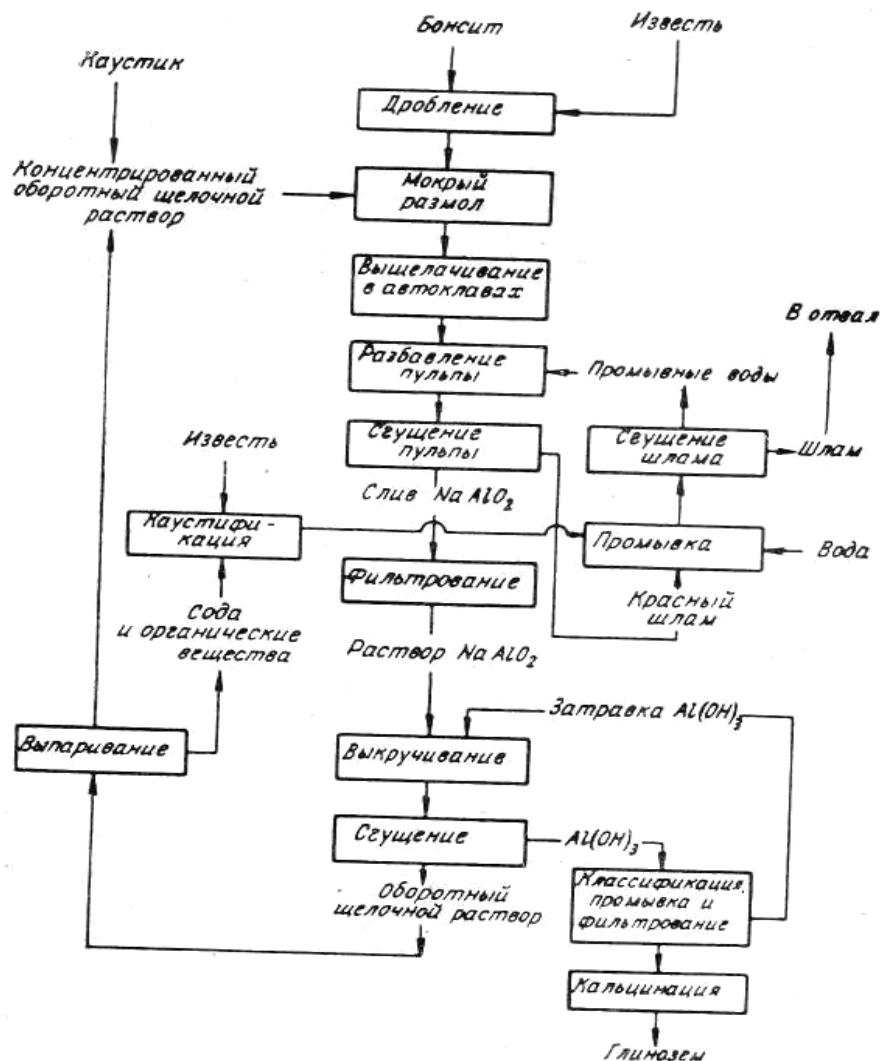 Боксит
Известь
Каустик
Дробление
Концентрированный
оборотный щелочной
раствор
Мокрый
размол
Выщелачивание
в автоклавах
В отвал
Разбавление
пульпы
Промывные воды
Сгущение
пульпы
Сгущение
шлама
Шлам
Известь
Слив NaAlO₂
Каустифи-
кация
Промывка
Вода
Фильтрование
Красный
шлам
Сода
и органические
вещества
Раствор NaAlO₂
Затравка Al(OH)₃
Выпаривание
Выкручивание
Сгущение
Al(OH)₃
Оборотный
щелочной раствор
Классификация,
промывка и
фильтрование
Кальцинация
Глинозем